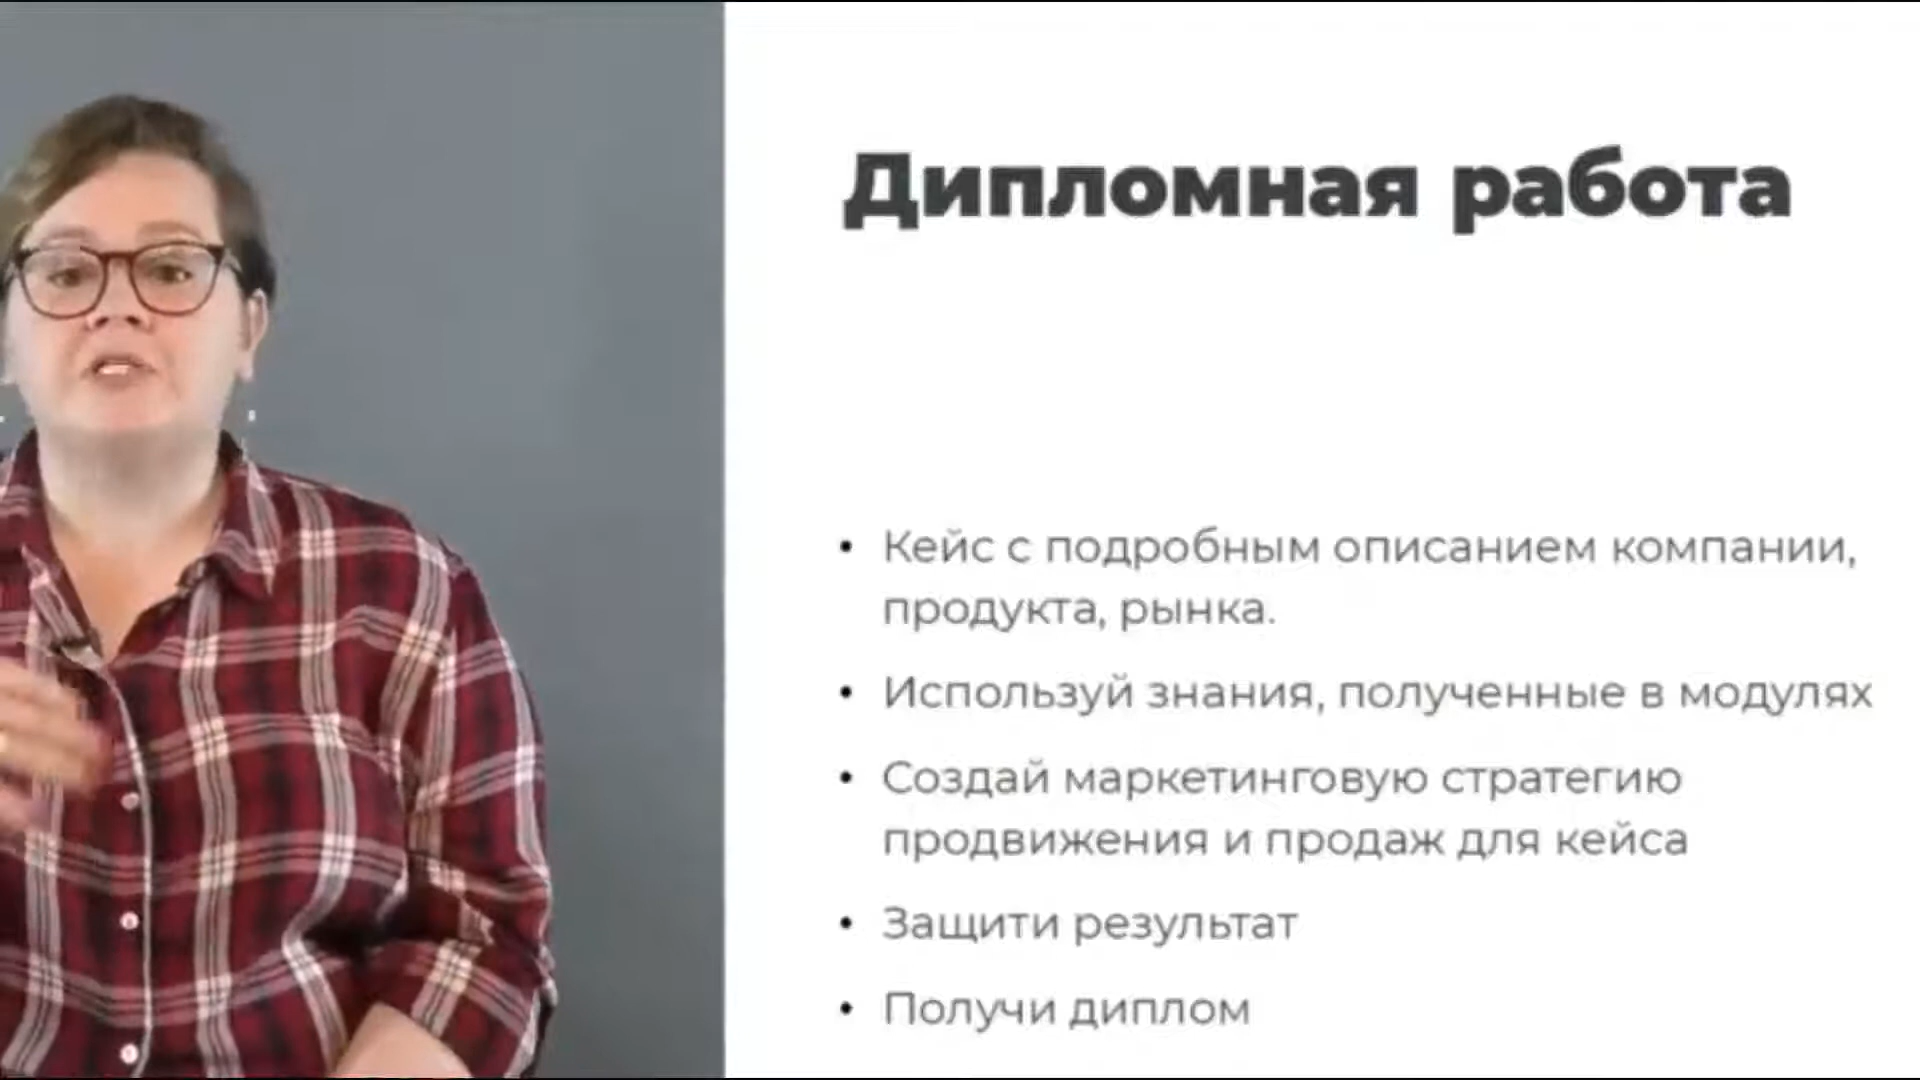 Дипломная работа
• Кейс с подробным описанием компании,
продукта, рынка.
• Используй знания, полученные в модулях
• Создай маркетинговую стратегию
продвижения и продаж для кейса
• Защити результат
• Получи диплом